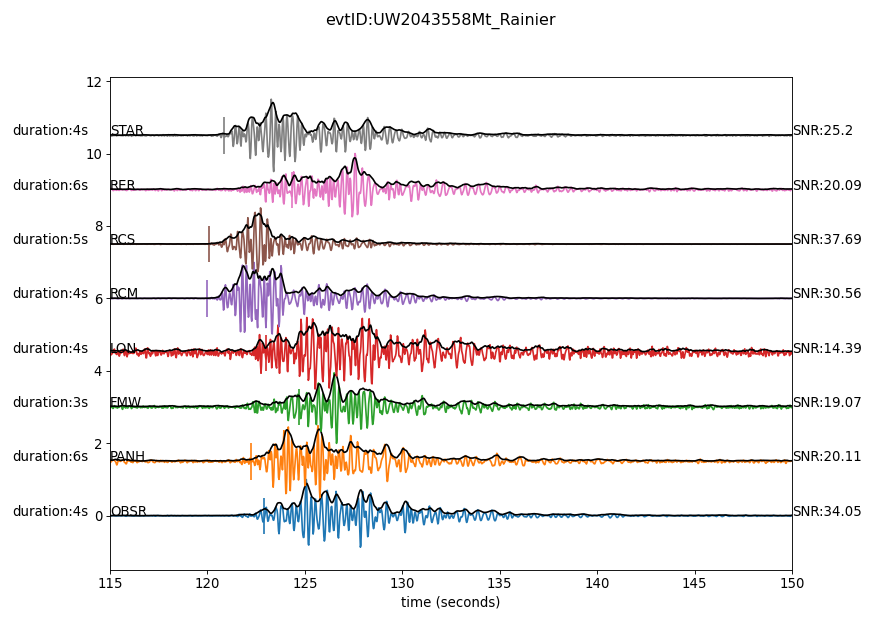 evtID:UW2043558Mt_Rainier
12
duration:4s STAR SNR:25.2
10
duration:6s RER SNR:20.09
8
duration:5s RCS SNR:37.69
duration:4s RCM SNR:30.56
6
duration:4s LON SNR:14.39
4
duration:3s FMW SNR:19.07
2
duration:6s PANH SNR:20.11
duration:4s OBSR SNR:34.05
0
115 120 125 130 135 140 145 150
time (seconds)